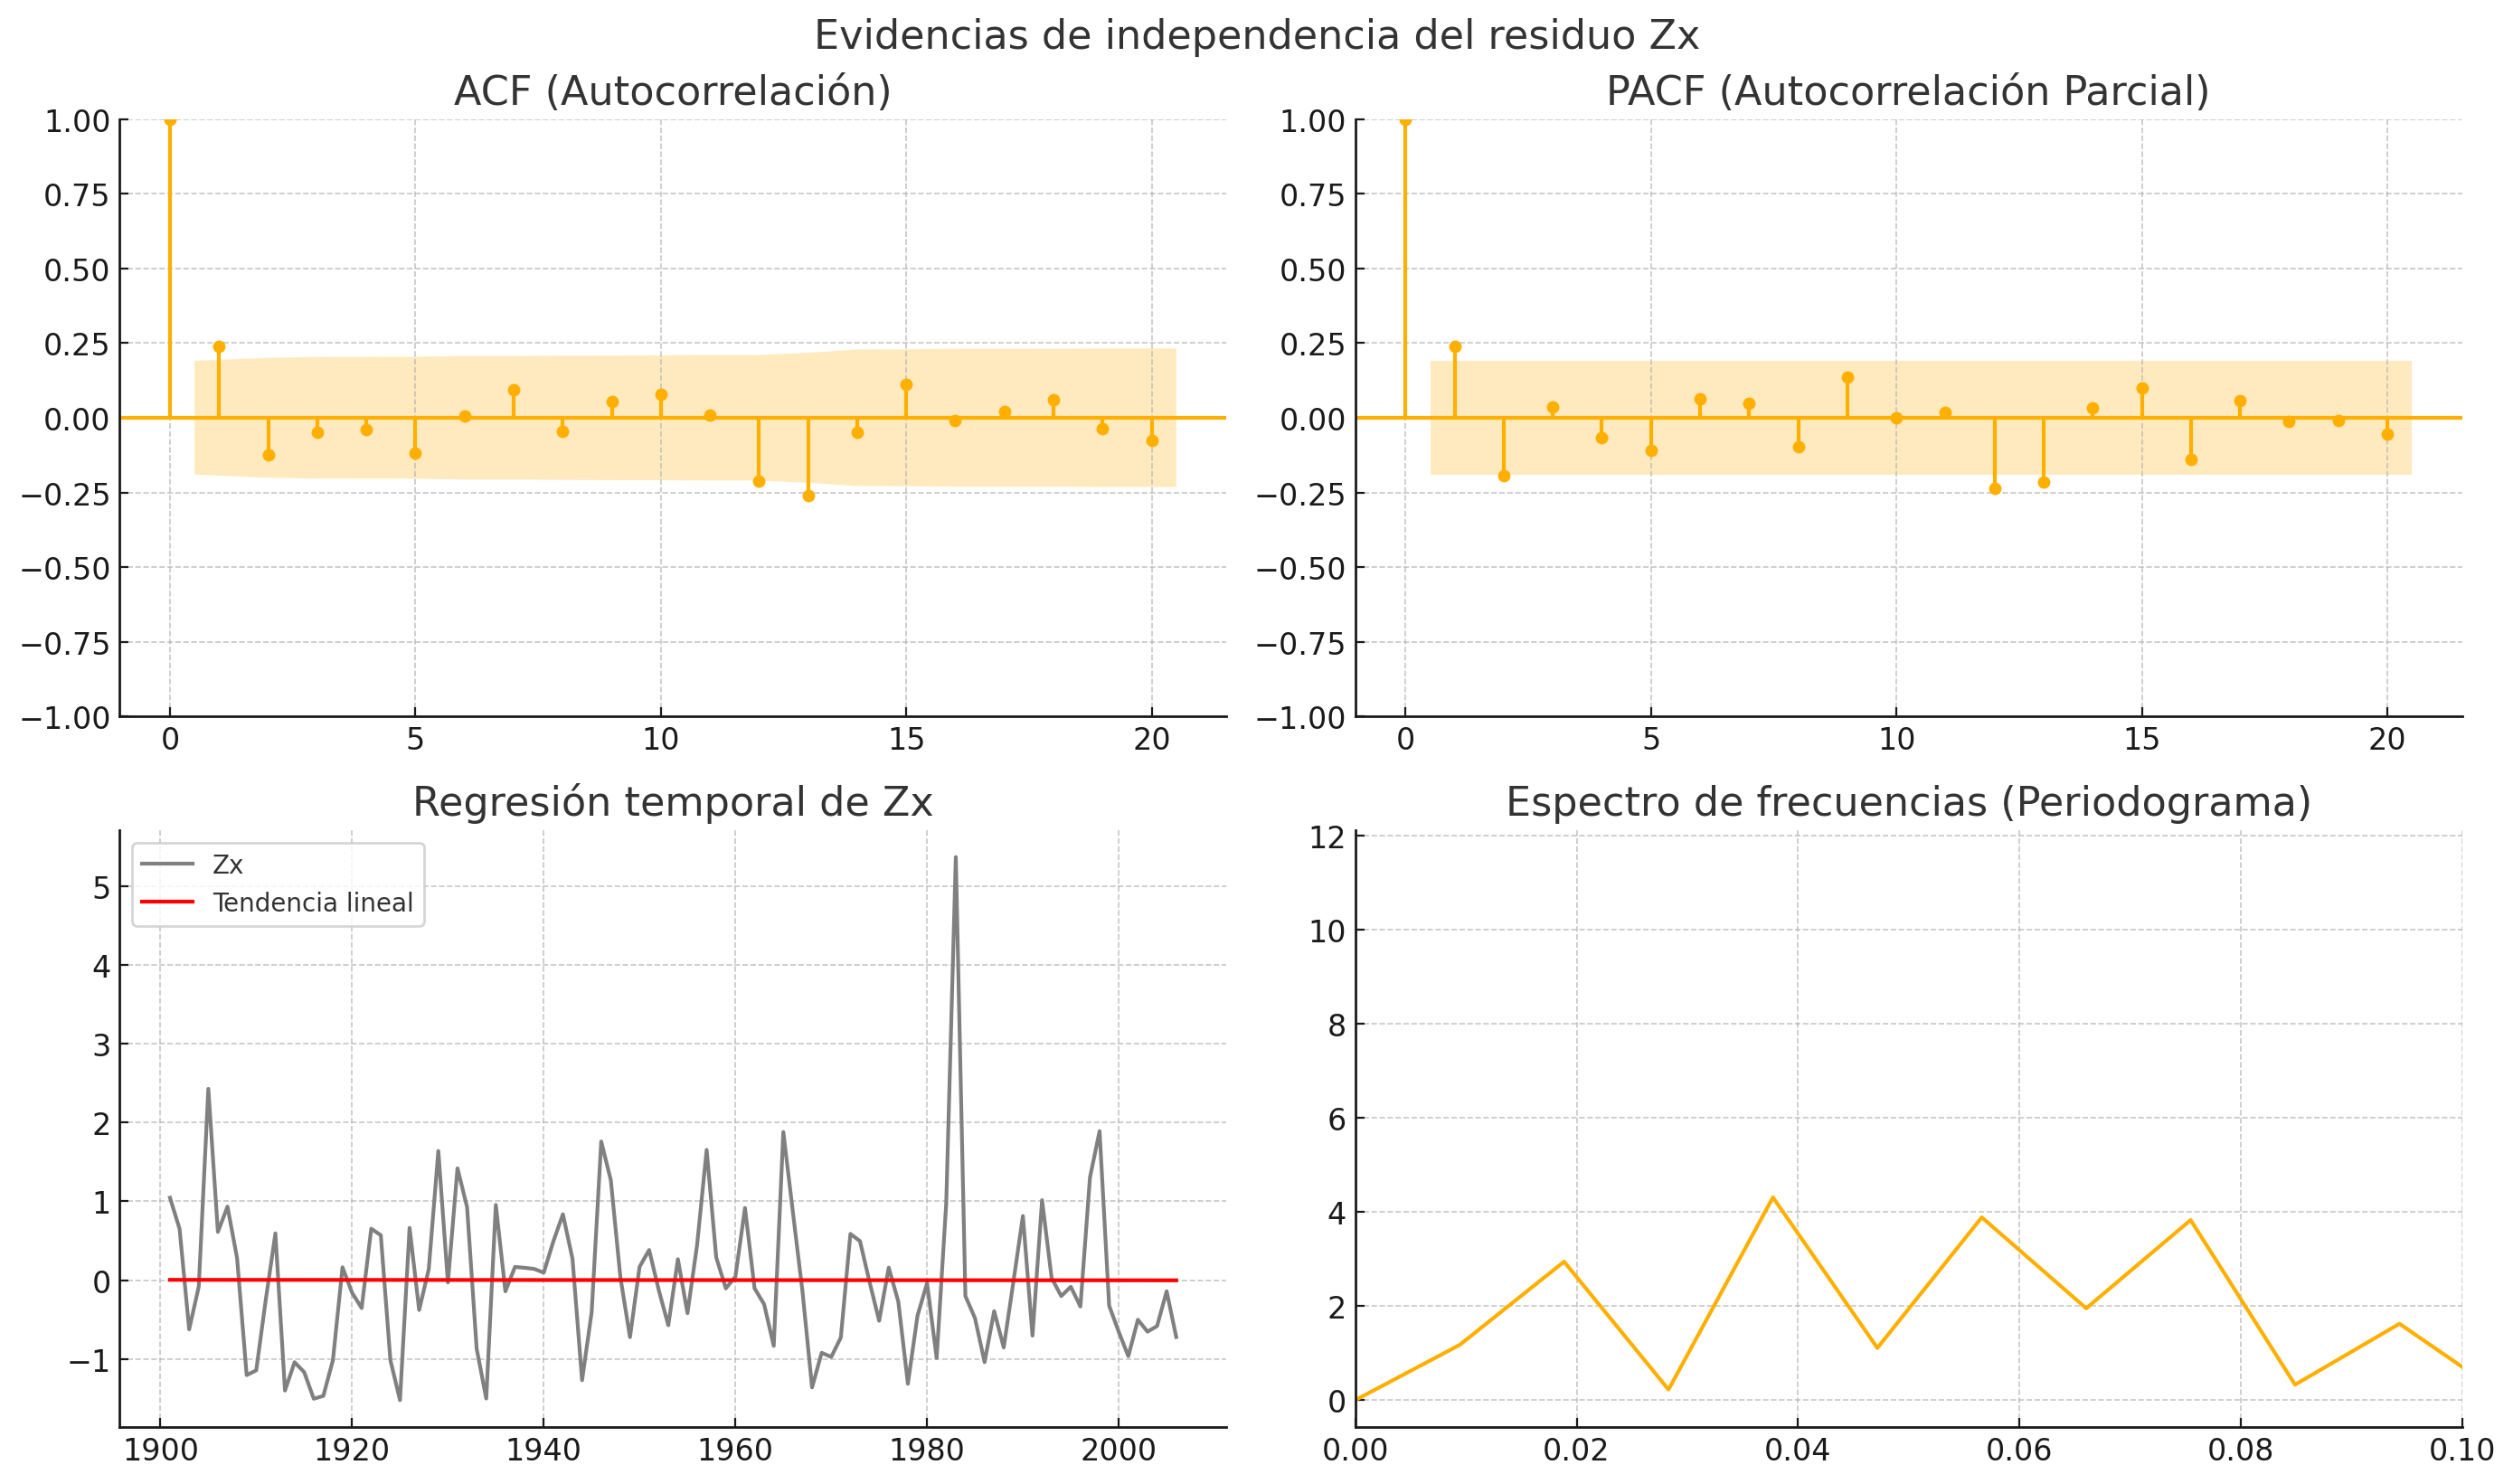 Evidencias de independencia del residuo Zx
ACF (Autocorrelación)
1.00
0.75
0.50
0.25
0.00
−0.25
−0.50
−0.75
−1.00
0 5 10 15 20
PACF (Autocorrelación Parcial)
1.00
0.75
0.50
0.25
0.00
−0.25
−0.50
−0.75
−1.00
0 5 10 15 20
Regresión temporal de Zx
Zx
Tendencia lineal
5
4
3
2
1
0
−1
1900 1920 1940 1960 1980 2000
Espectro de frecuencias (Periodograma)
12
10
8
6
4
2
0
0.00 0.02 0.04 0.06 0.08 0.10